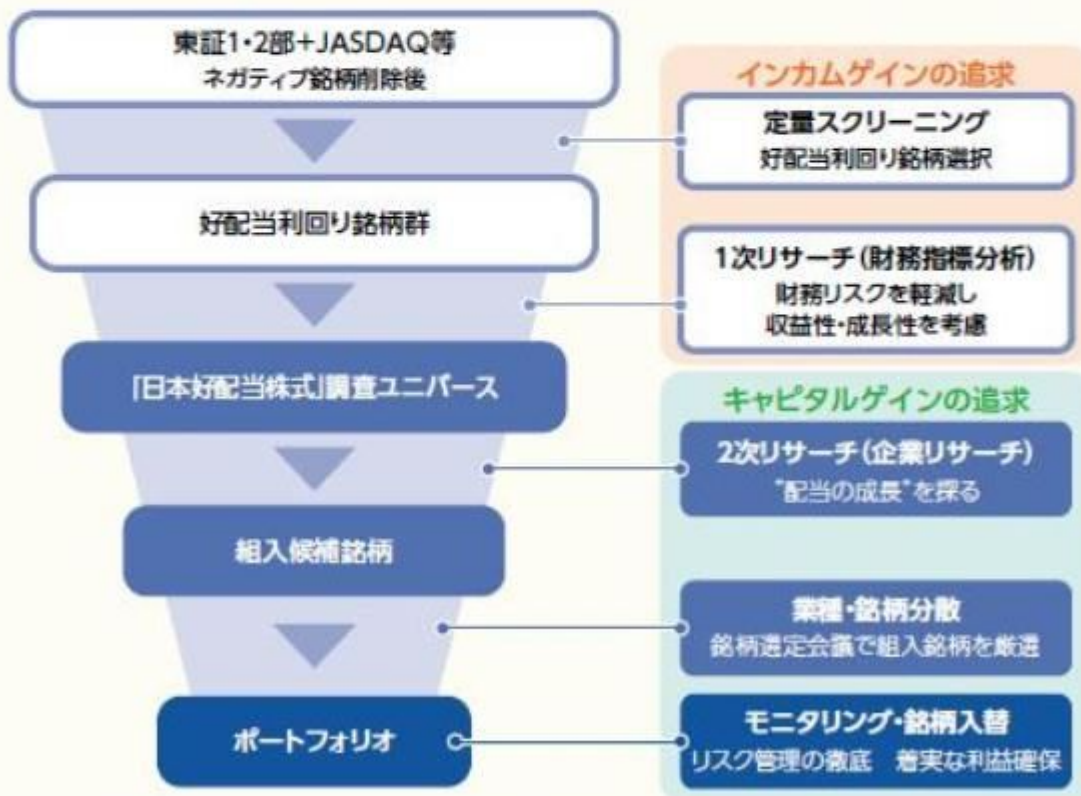 東証1・2部+JASDAQ等
ネガティブ銘柄削除後
インカムゲインの追求
定量スクリーニング
好配当利回り銘柄選択
好配当利回り銘柄群
1次リサーチ(財務指標分析)
財務リスクを軽減し
収益性・成長性を考慮
「日本好配当株式」調査ユニバース
キャピタルゲインの追求
2次リサーチ(企業リサーチ)
"配当の成長"を探る
組入候補銘柄
業種・銘柄分散
銘柄選定会議で組入銘柄を厳選
ポートフォリオ
モニタリング・銘柄入替
リスク管理の徹底 着実な利益確保